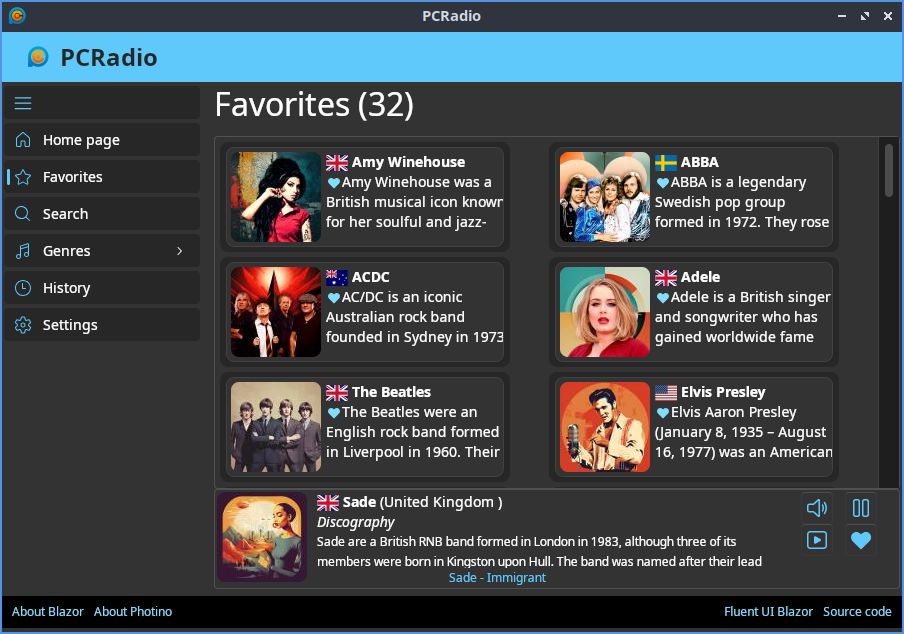 PCRadio
PCRadio
Home page
Favorites
Search
Genres
History
Settings
Favorites (32)
Amy Winehouse
Amy Winehouse was a
British musical icon known
for her soulful and jazz-
ABBA
ABBA is a legendary
Swedish pop group
formed in 1972. They rose
ACDC
AC/DC is an iconic
Australian rock band
founded in Sydney in 1973
Adele
Adele is a British singer
and songwriter who has
gained worldwide fame
The Beatles
The Beatles were an
English rock band formed
in Liverpool in 1960. Their
Elvis Presley
Elvis Aaron Presley
(January 8, 1935 – August
16, 1977) was an American
Sade (United Kingdom )
Discography
Sade are a British RNB band formed in London in 1983, although three of its
members were born in Kingston upon Hull. The band was named after their lead
Sade - Immigrant
About Blazor About Photino
Fluent UI Blazor Source code